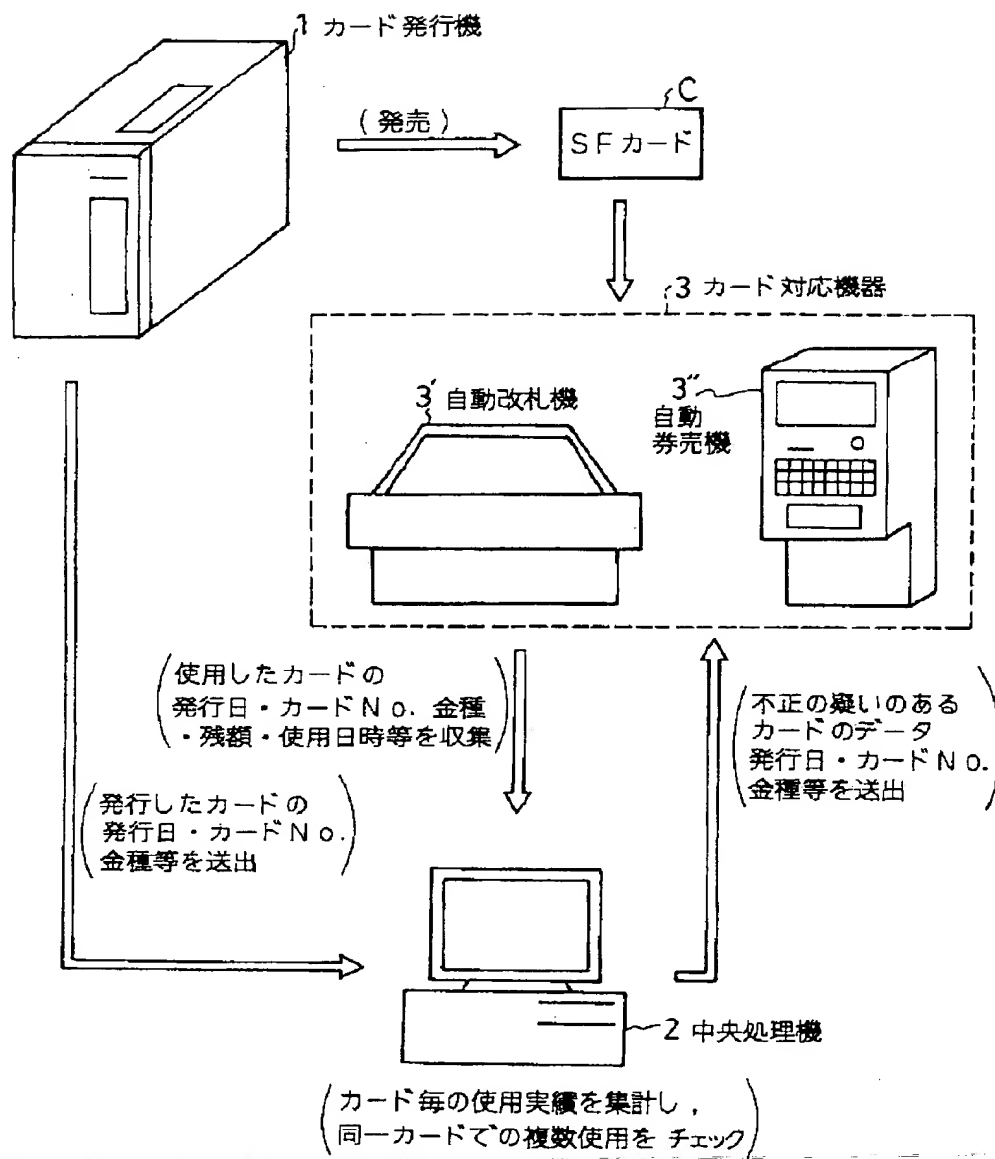 1 カード発行機
(発売)
C
SFカード
3 カード対応機器
3' 自動改札機
3"
自動
券売機
(使用したカードの
発行日・カードNo. 金種
・残額・使用日時等を収集)
(不正の疑いのある
カードのデータ
発行日・カードNo.
金種等を送出)
(発行したカードの
発行日・カードNo.
金種等を送出)
2 中央処理機
(カード毎の使用実績を集計し,
同一カードでの複数使用をチェック)